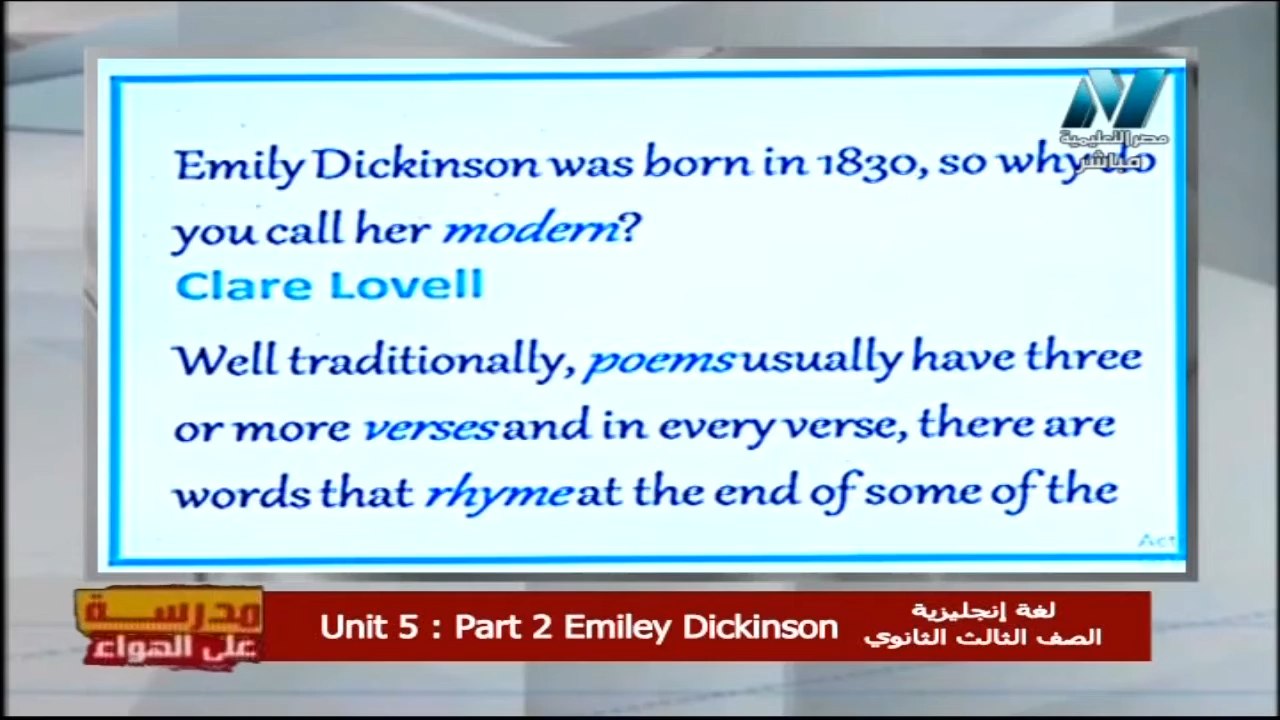 مصر التعليمية
مباشر
Emily Dickinson was born in 1830, so why do
you call her modern?
Clare Lovell
Well traditionally, poems usually have three
or more verses and in every verse, there are
words that rhyme at the end of some of the
Act
مدرسة
على الهواء
Unit 5 : Part 2 Emiley Dickinson
لغة إنجليزية
الصف الثالث الثانوي